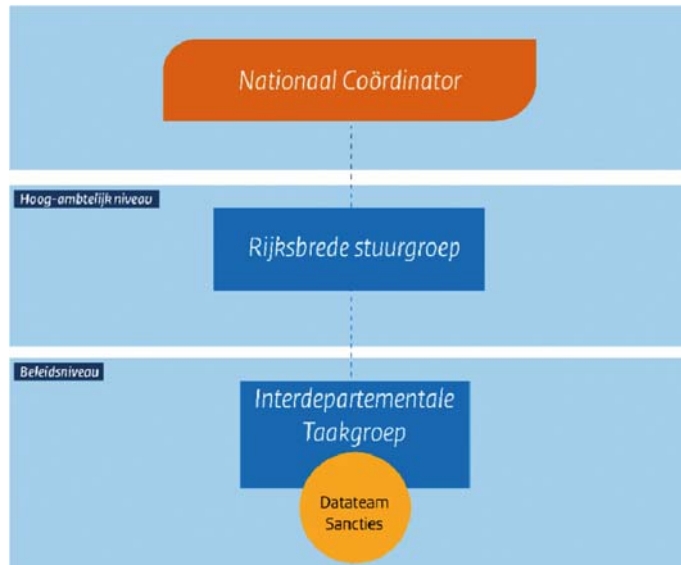 Nationaal Coördinator
Hoog-ambtelijk niveau
Rijksbrede stuurgroep
Beleidsniveau
Interdepartementale
Taakgroep
Datateam
Sancties